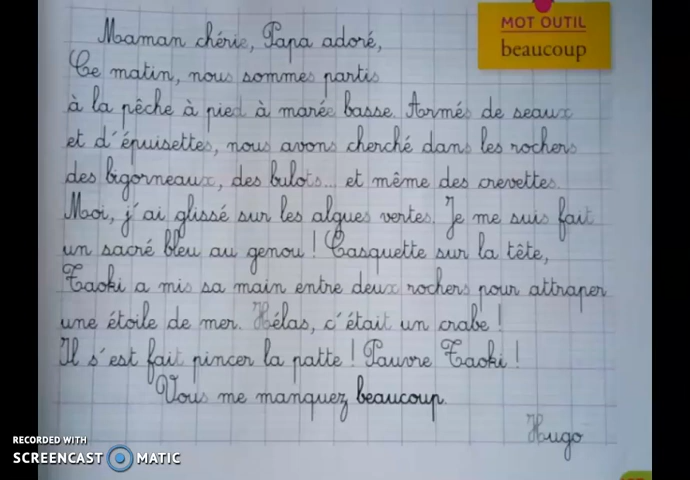 MOT OUTIL
beaucoup
Maman chérie, Papa adoré,
Ce matin, nous sommes partis
à la pêche à pied à marée basse. Armés de seaux
et d'épuisettes, nous avons cherché dans les rochers
des bigorneaux, des bulots... et même des crevettes.
Moi, j'ai glissé sur les algues vertes. Je me suis fait
un sacré bleu au genou ! Casquette sur la tête,
Taoki a mis sa main entre deux rochers pour attraper
une étoile de mer. Hélas, c'était un crabe !
Il s'est fait pincer la patte ! Pauvre Taoki !
Vous me manquez beaucoup.
Hugo
RECORDED WITH
SCREENCAST MATIC